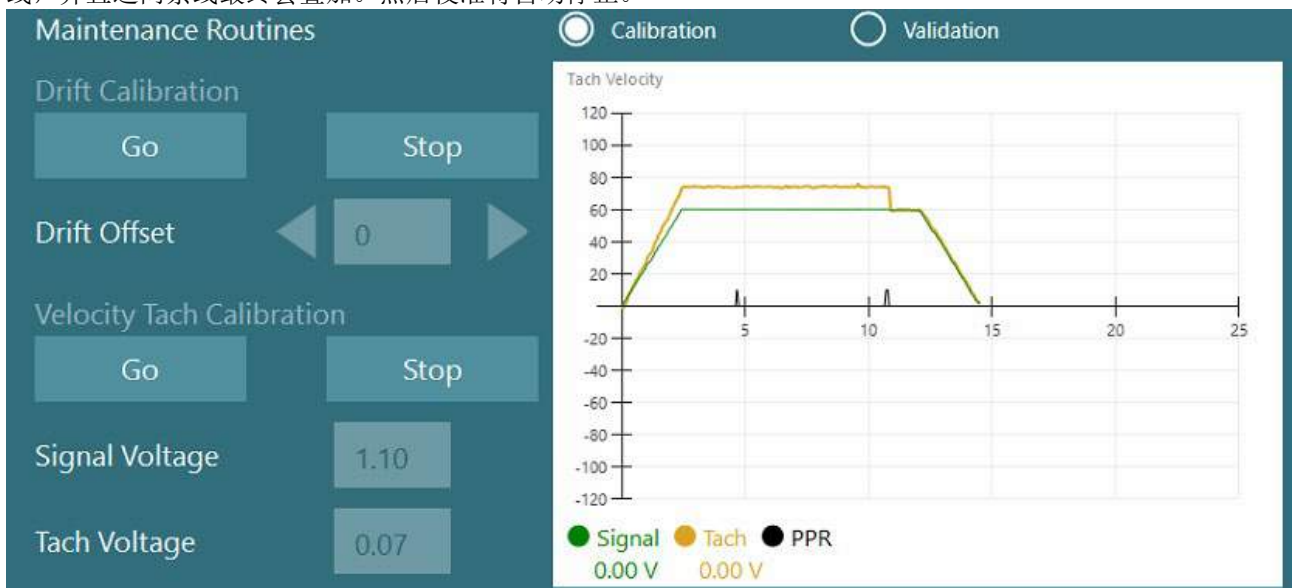 Maintenance Routines
Calibration
Validation
Drift Calibration
Go
Stop
Drift Offset
0
Velocity Tach Calibration
Go
Stop
Signal Voltage
1.10
Tach Voltage
0.07
Tach Velocity
120
100
80
60
40
20
5 10 15 20 25
-20
-40
-60
-80
-100
-120
Signal Tach PPR
0.00 V 0.00 V